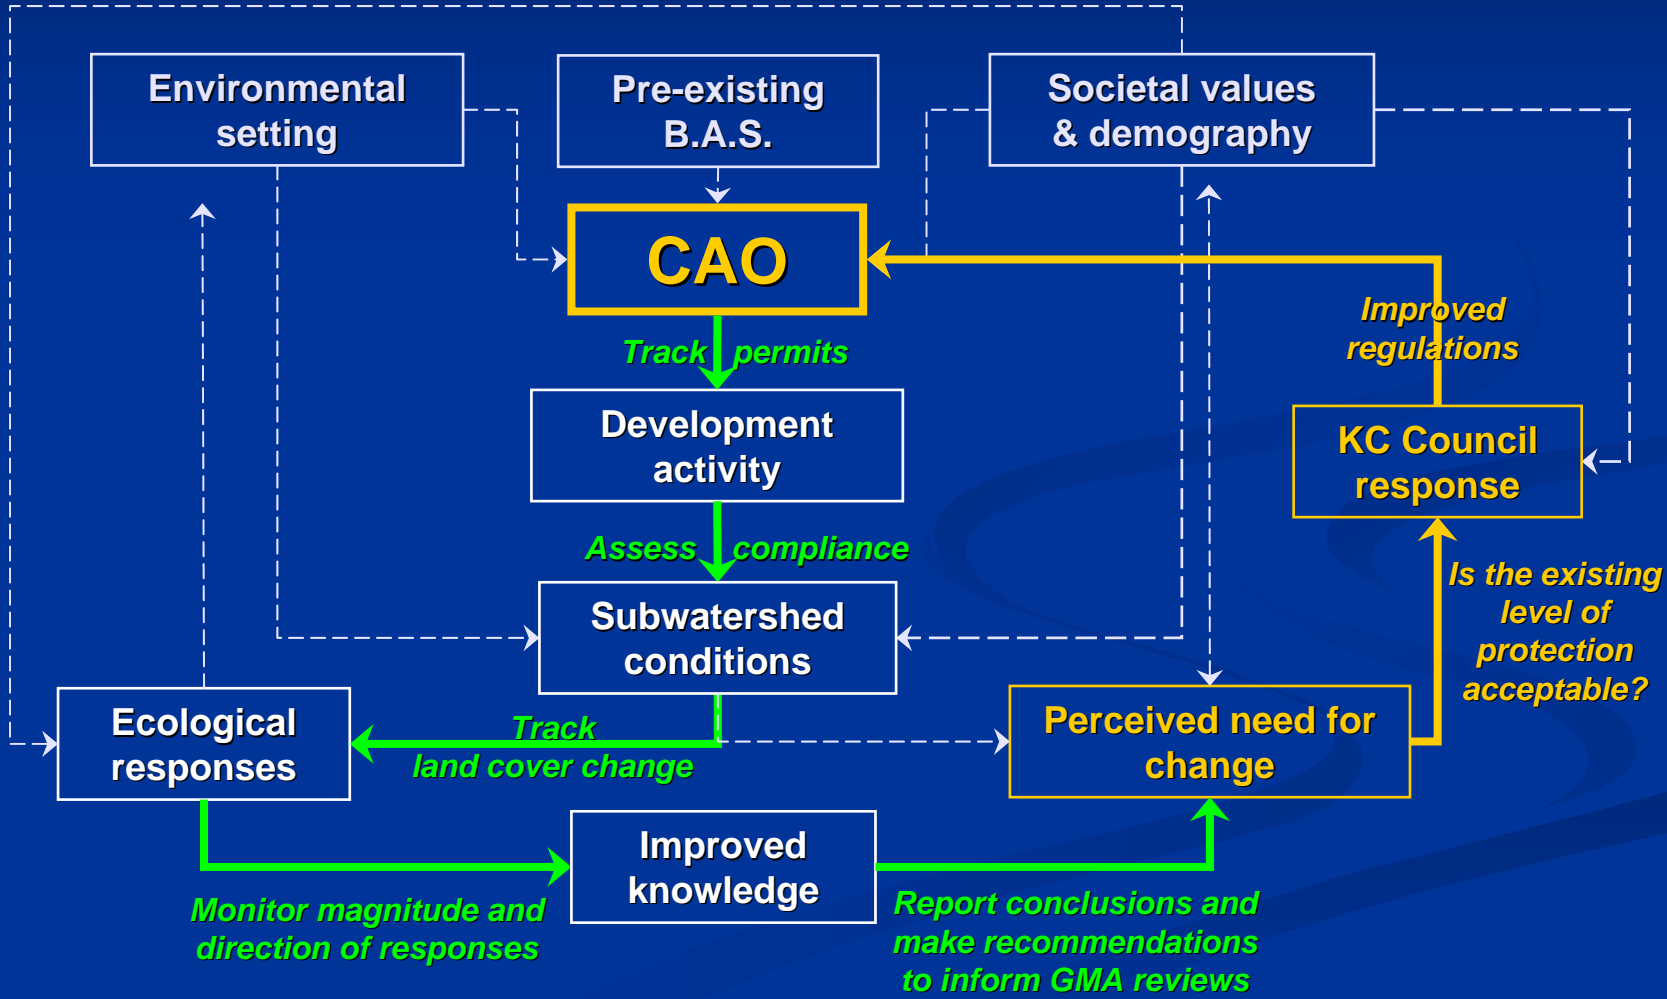 Environmental
setting
Pre-existing
B.A.S.
Societal values
& demography
CAO
Improved
regulations
Track permits
Development
activity
KC Council
response
Assess compliance
Is the existing
level of
protection
acceptable?
Subwatershed
conditions
Ecological
responses
Track
land cover change
Perceived need for
change
Improved
knowledge
Monitor magnitude and
direction of responses
Report conclusions and
make recommendations
to inform GMA reviews